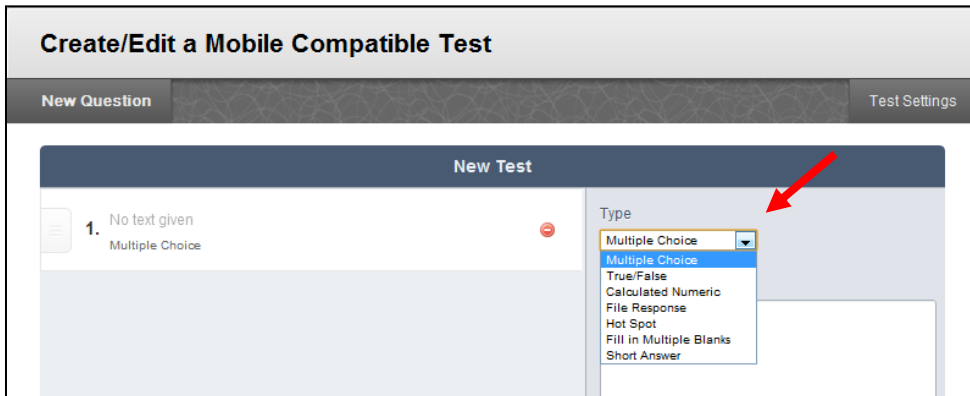 Create/Edit a Mobile Compatible Test
New Question
Test Settings
New Test
1. No text given
Multiple Choice
Type
Multiple Choice
Multiple Choice
True/False
Calculated Numeric
File Response
Hot Spot
Fill in Multiple Blanks
Short Answer